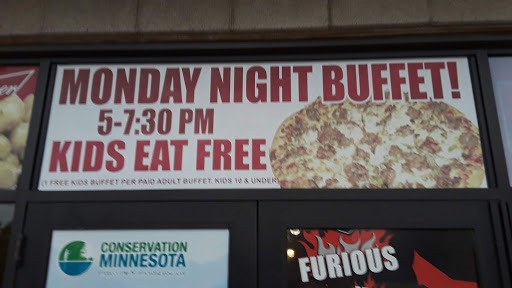 MONDAY NIGHT BUFFET!
5-7:30 PM
KIDS EAT FREE
(1 FREE KIDS BUFFET PER PAID ADULT BUFFET. KIDS 10 & UNDER)
CONSERVATION
MINNESOTA
FURIOUS